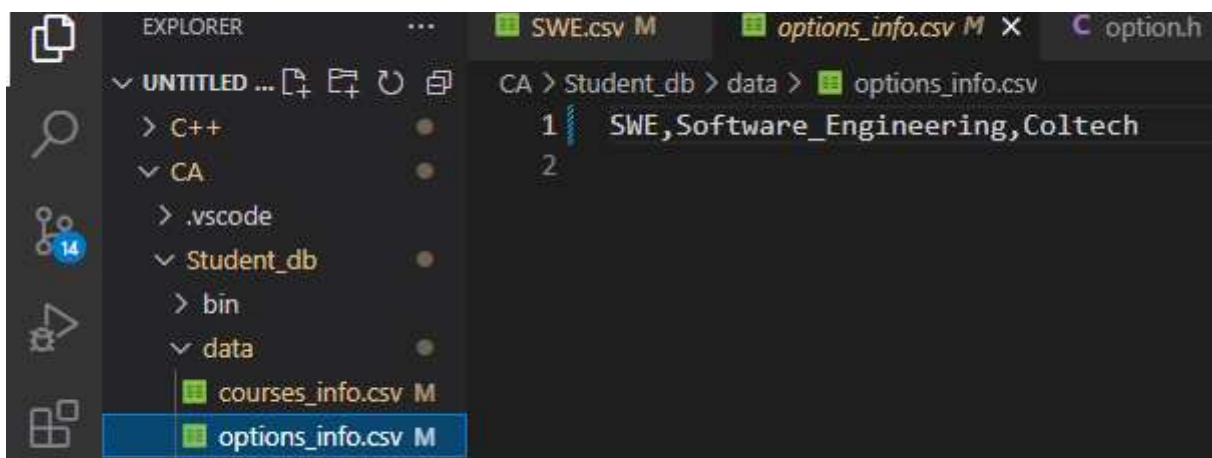 EXPLORER ...
UNTITLED ...
> C++
CA
> .vscode
Student_db
> bin
data
courses_info.csv M
options_info.csv M
14
SWE.csv M
options_info.csv M ×
C option.h
CA > Student_db > data > options_info.csv
1 SWE,Software_Engineering,Coltech
2